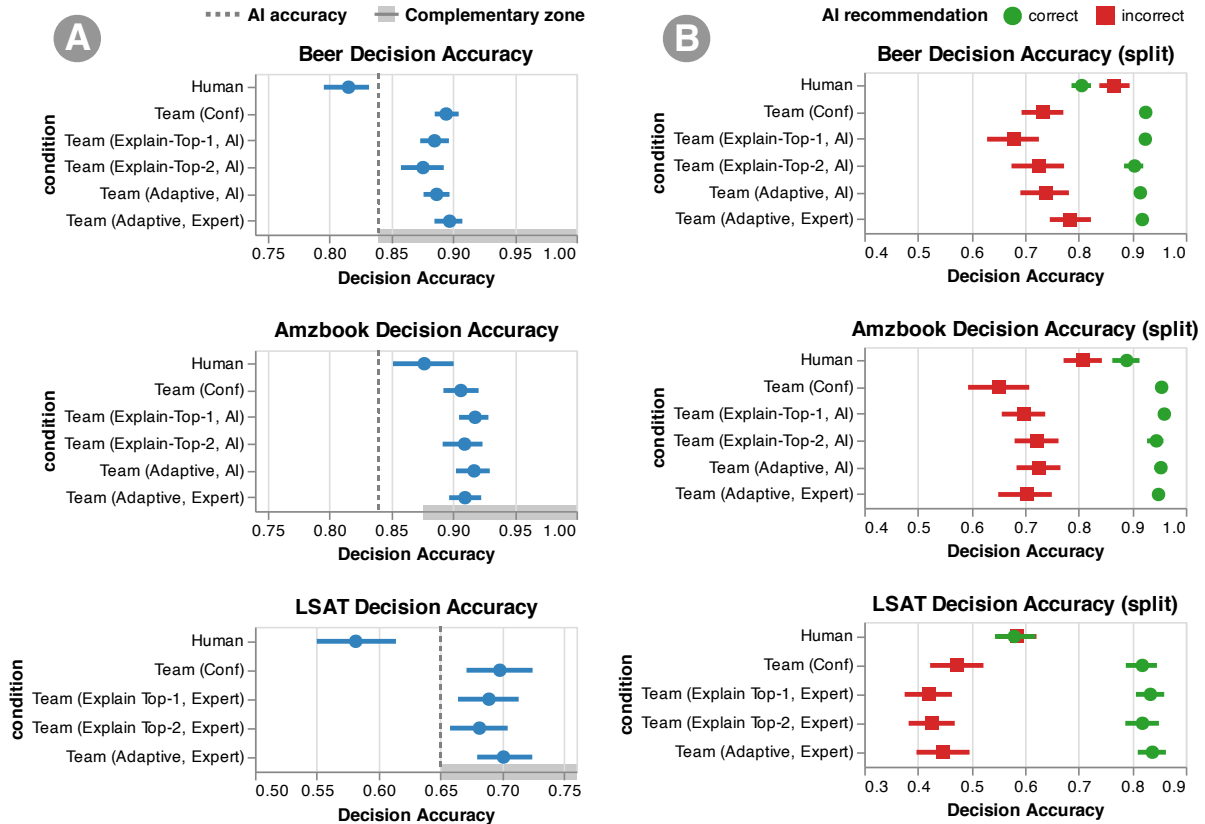 A
AI accuracy
Complementary zone
Beer Decision Accuracy
condition
Human
Team (Conf)
Team (Explain-Top-1, AI)
Team (Explain-Top-2, AI)
Team (Adaptive, AI)
Team (Adaptive, Expert)
0.75 0.80 0.85 0.90 0.95 1.00
Decision Accuracy
Amzbook Decision Accuracy
condition
Human
Team (Conf)
Team (Explain-Top-1, AI)
Team (Explain-Top-2, AI)
Team (Adaptive, AI)
Team (Adaptive, Expert)
0.75 0.80 0.85 0.90 0.95 1.00
Decision Accuracy
LSAT Decision Accuracy
condition
Human
Team (Conf)
Team (Explain Top-1, Expert)
Team (Explain Top-2, Expert)
Team (Adaptive, Expert)
0.50 0.55 0.60 0.65 0.70 0.75
Decision Accuracy
B
AI recommendation correct incorrect
Beer Decision Accuracy (split)
condition
Human
Team (Conf)
Team (Explain-Top-1, AI)
Team (Explain-Top-2, AI)
Team (Adaptive, AI)
Team (Adaptive, Expert)
0.4 0.5 0.6 0.7 0.8 0.9 1.0
Decision Accuracy
Amzbook Decision Accuracy (split)
condition
Human
Team (Conf)
Team (Explain-Top-1, AI)
Team (Explain-Top-2, AI)
Team (Adaptive, AI)
Team (Adaptive, Expert)
0.4 0.5 0.6 0.7 0.8 0.9 1.0
Decision Accuracy
LSAT Decision Accuracy (split)
condition
Human
Team (Conf)
Team (Explain Top-1, Expert)
Team (Explain Top-2, Expert)
Team (Adaptive, Expert)
0.3 0.4 0.5 0.6 0.7 0.8 0.9
Decision Accuracy